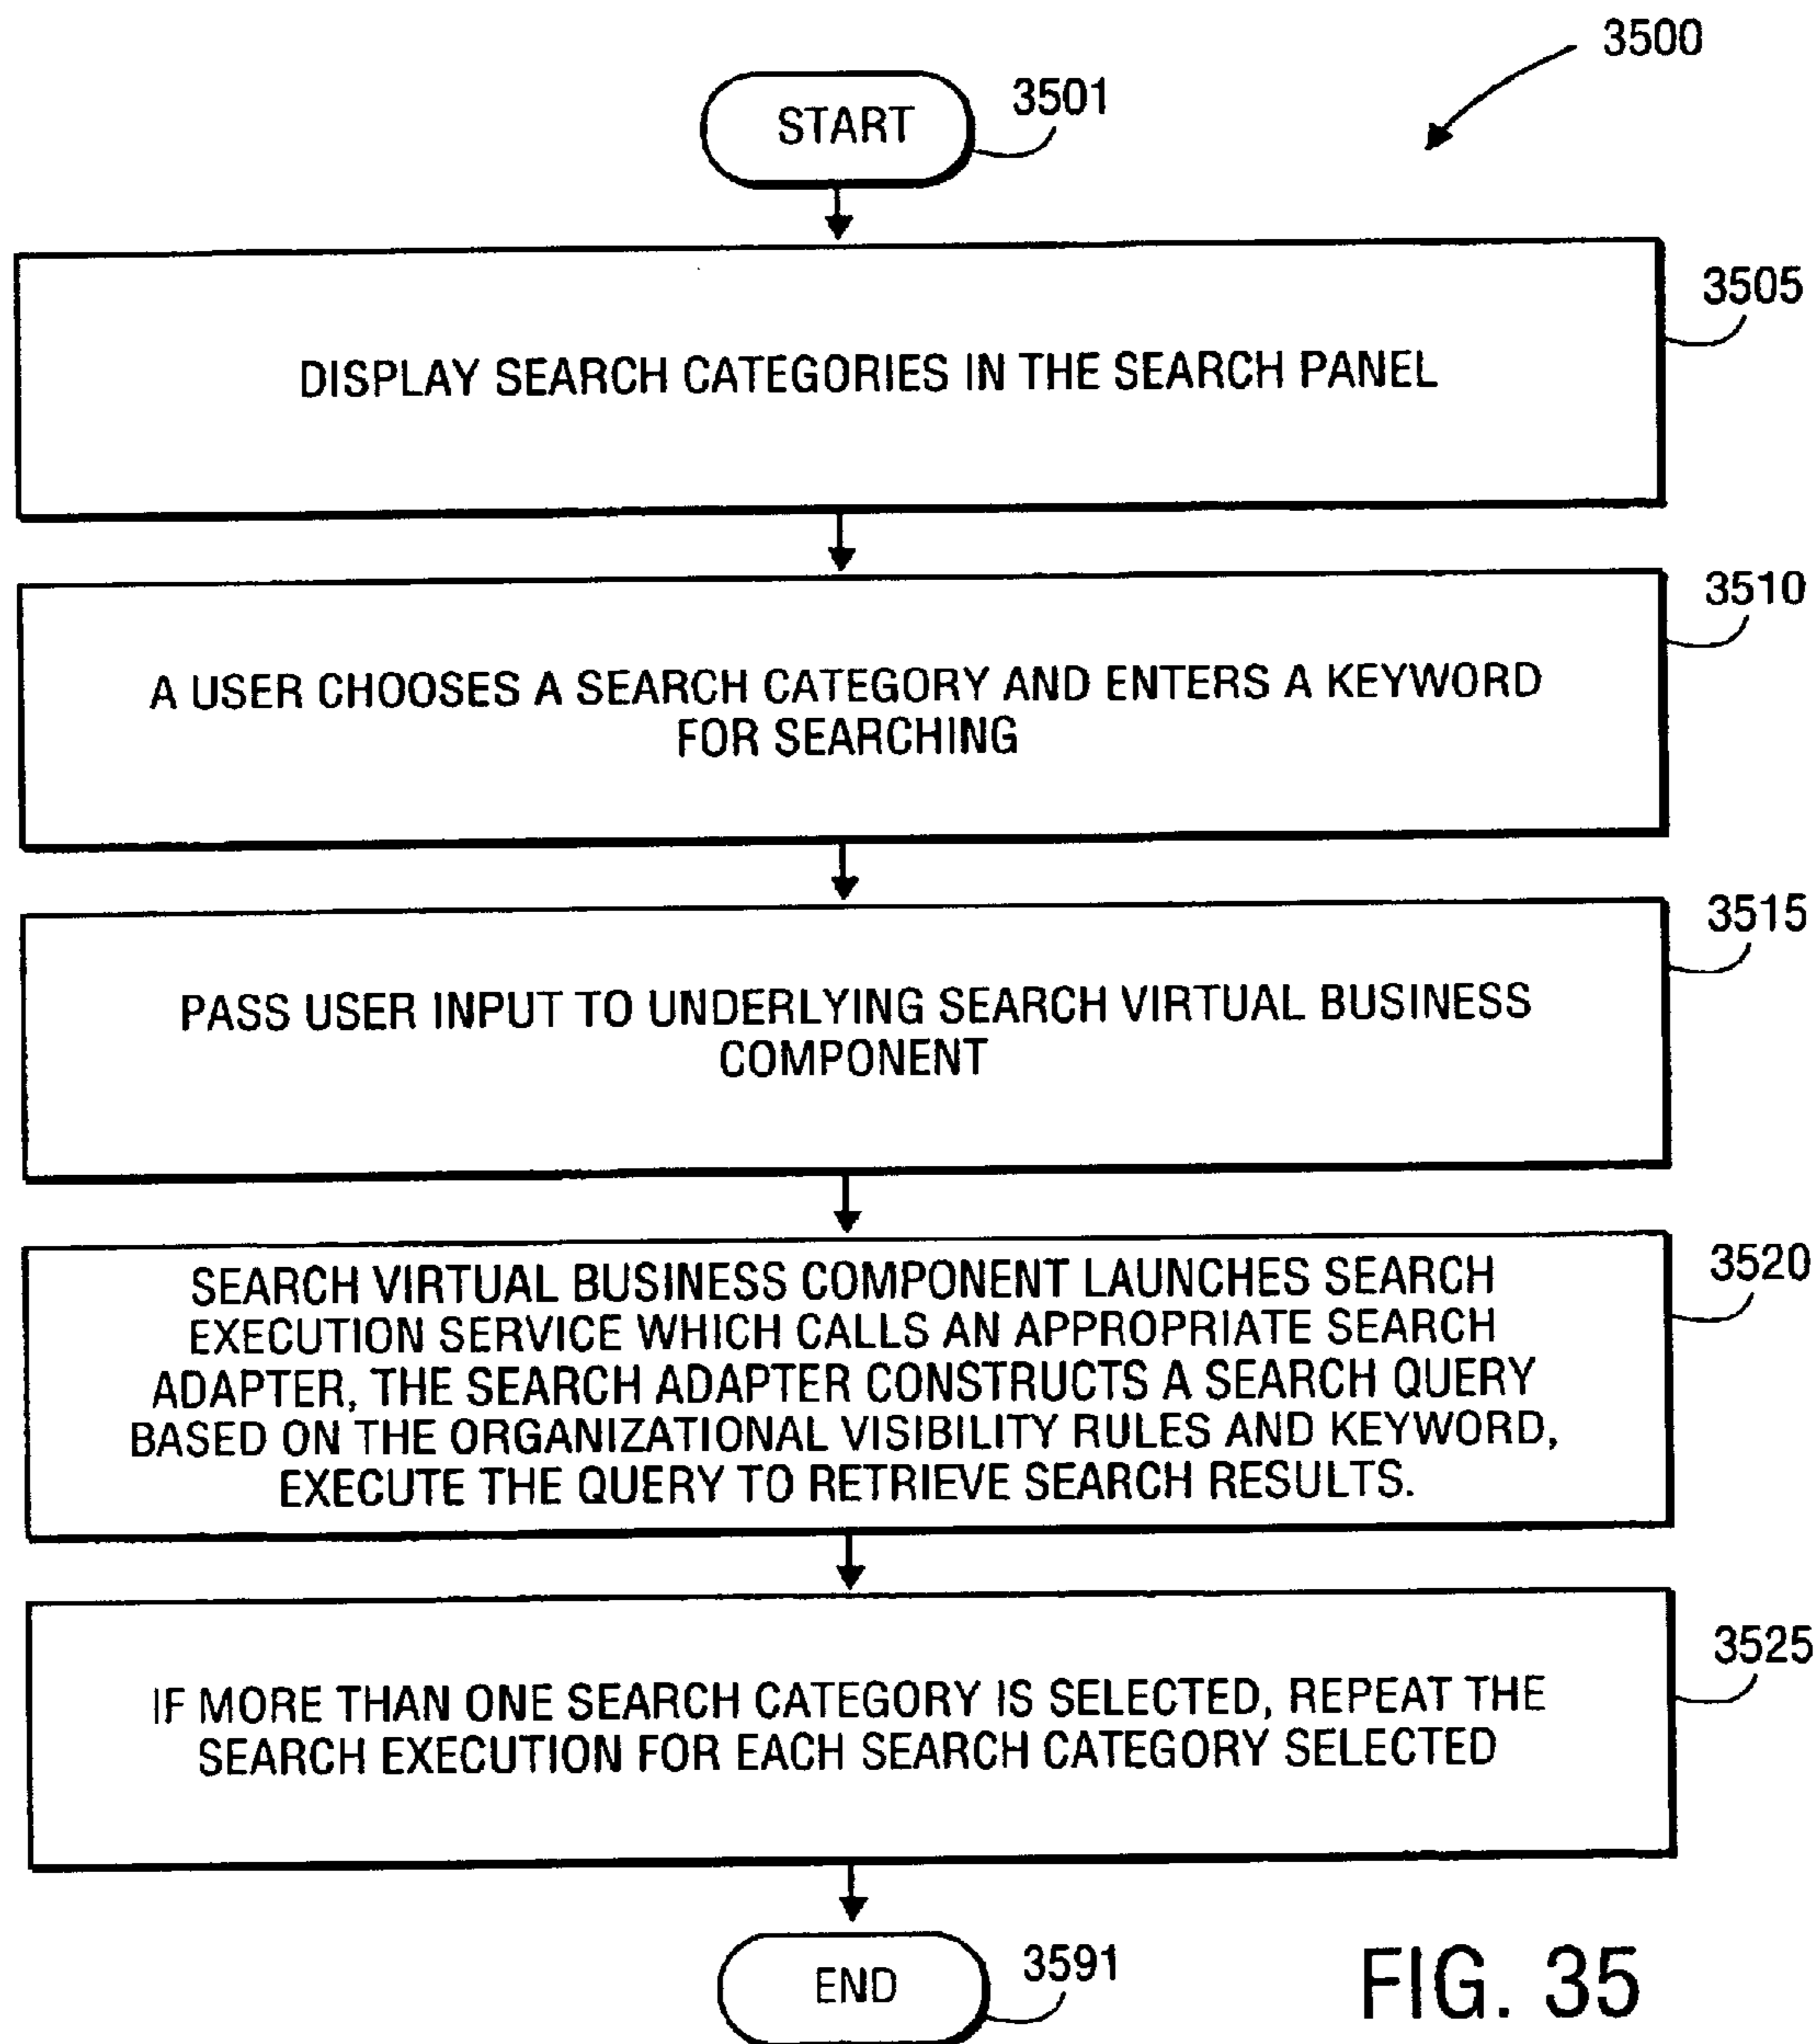 3500
START
3501
3505
DISPLAY SEARCH CATEGORIES IN THE SEARCH PANEL
3510
A USER CHOOSES A SEARCH CATEGORY AND ENTERS A KEYWORD
FOR SEARCHING
3515
PASS USER INPUT TO UNDERLYING SEARCH VIRTUAL BUSINESS
COMPONENT
3520
SEARCH VIRTUAL BUSINESS COMPONENT LAUNCHES SEARCH
EXECUTION SERVICE WHICH CALLS AN APPROPRIATE SEARCH
ADAPTER, THE SEARCH ADAPTER CONSTRUCTS A SEARCH QUERY
BASED ON THE ORGANIZATIONAL VISIBILITY RULES AND KEYWORD,
EXECUTE THE QUERY TO RETRIEVE SEARCH RESULTS.
3525
IF MORE THAN ONE SEARCH CATEGORY IS SELECTED, REPEAT THE
SEARCH EXECUTION FOR EACH SEARCH CATEGORY SELECTED
END
3591
FIG. 35